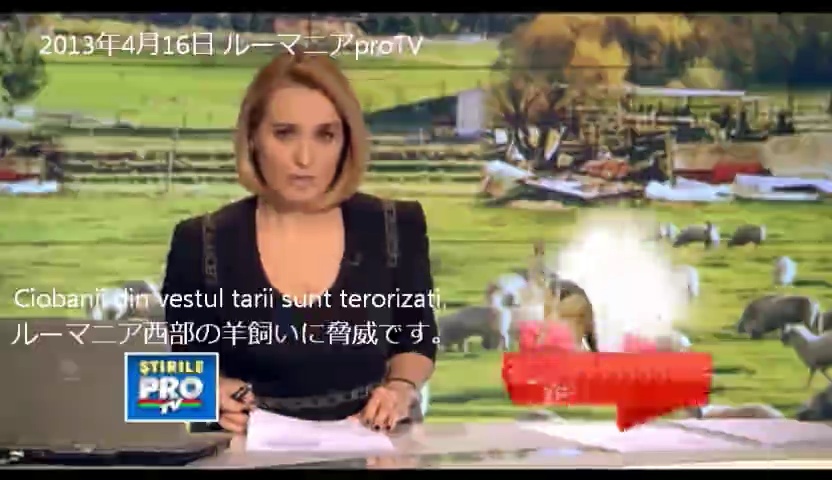 2013年4月16日 ルーマニアproTV
Ciobanii din vestul tarii sunt terorizati,
ルーマニア西部の羊飼いに脅威です。
ŞTIRILE
PRO
TV